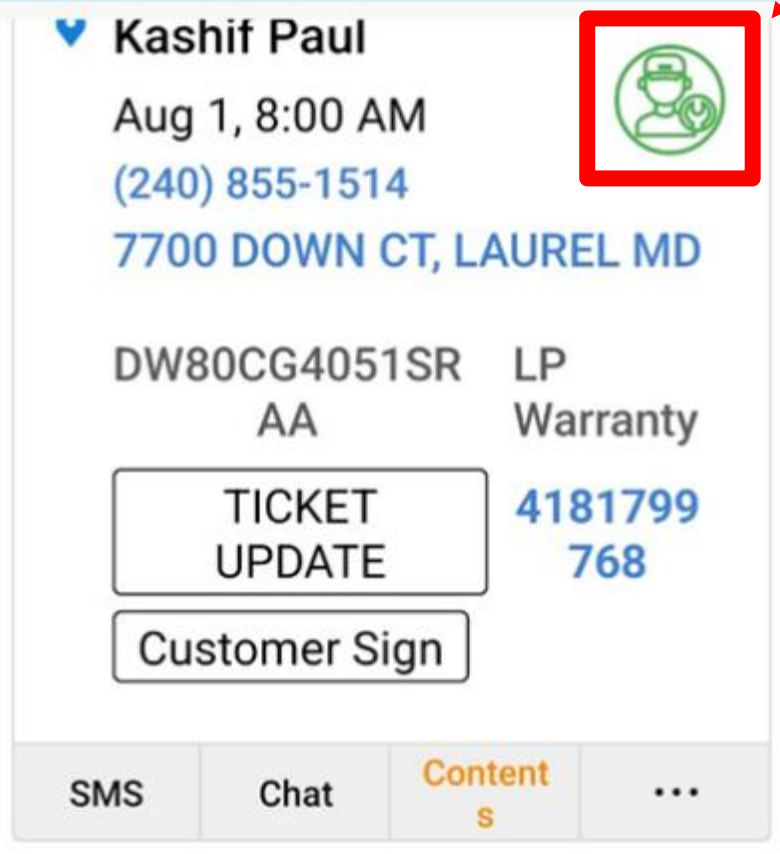 Kashif Paul
Aug 1, 8:00 AM
(240) 855-1514
7700 DOWN CT, LAUREL MD
DW80CG4051SR
AA
LP
Warranty
TICKET
UPDATE
4181799
768
Customer Sign
SMS
Chat
Content
s
...